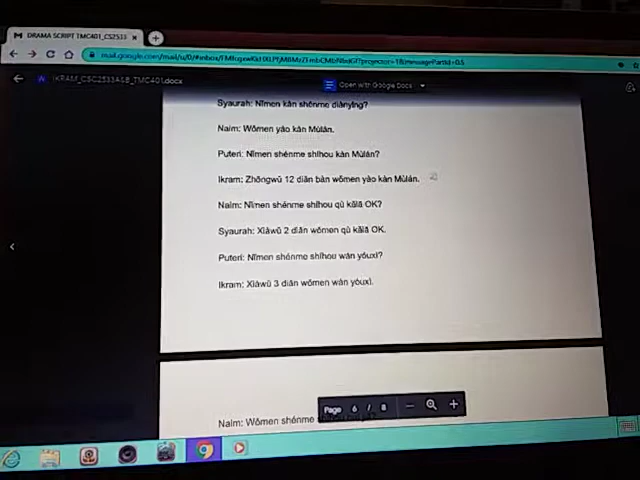 DRAMA SCRIPT TMC401_CS2533
IKRAM_CSC2533A&B_TMC401.docx
Open with Google Docs
Syaurah: Nǐmen kàn shénme diànyǐng?
Naim: Wǒmen yào kàn Mùlán.
Puteri: Nǐmen shénme shíhou kàn Mùlán?
Ikram: Zhōngwǔ 12 diǎn bàn wǒmen yào kàn Mùlán.
Naim: Nǐmen shénme shíhou qù kǎlā OK?
Syaurah: Xiàwǔ 2 diǎn wǒmen qù kǎlā OK.
Puteri: Nǐmen shénme shíhou wán yóuxì?
Ikram: Xiàwǔ 3 diǎn wǒmen wán yóuxì.
Page 6 / 8
Naim: Wǒmen shénme